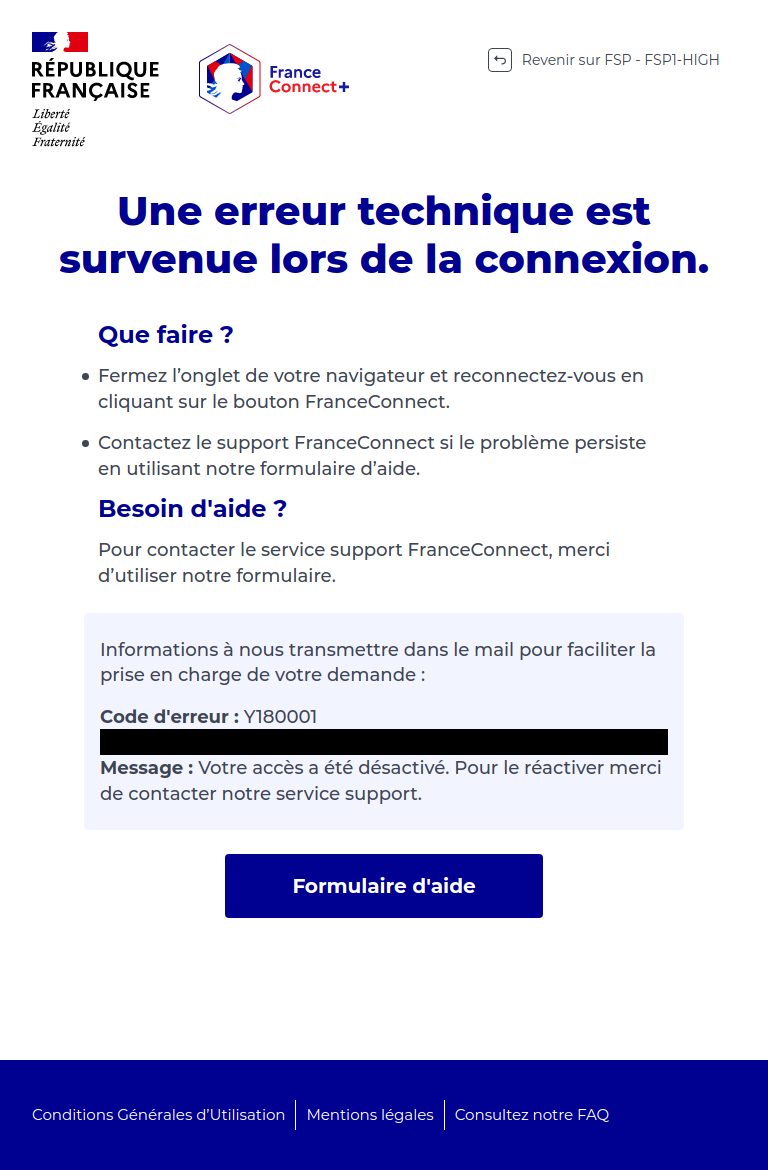 RÉPUBLIQUE
FRANÇAISE
Liberté
Égalité
Fraternité
France
Connect+
Revenir sur FSP - FSP1-HIGH
Une erreur technique est
survenue lors de la connexion.
Que faire ?
Fermez l’onglet de votre navigateur et reconnectez-vous en
cliquant sur le bouton FranceConnect.
Contactez le support FranceConnect si le problème persiste
en utilisant notre formulaire d’aide.
Besoin d'aide ?
Pour contacter le service support FranceConnect, merci
d’utiliser notre formulaire.
Informations à nous transmettre dans le mail pour faciliter la
prise en charge de votre demande :
Code d'erreur : Y180001
Message : Votre accès a été désactivé. Pour le réactiver merci
de contacter notre service support.
Formulaire d'aide
Conditions Générales d’Utilisation
Mentions légales
Consultez notre FAQ